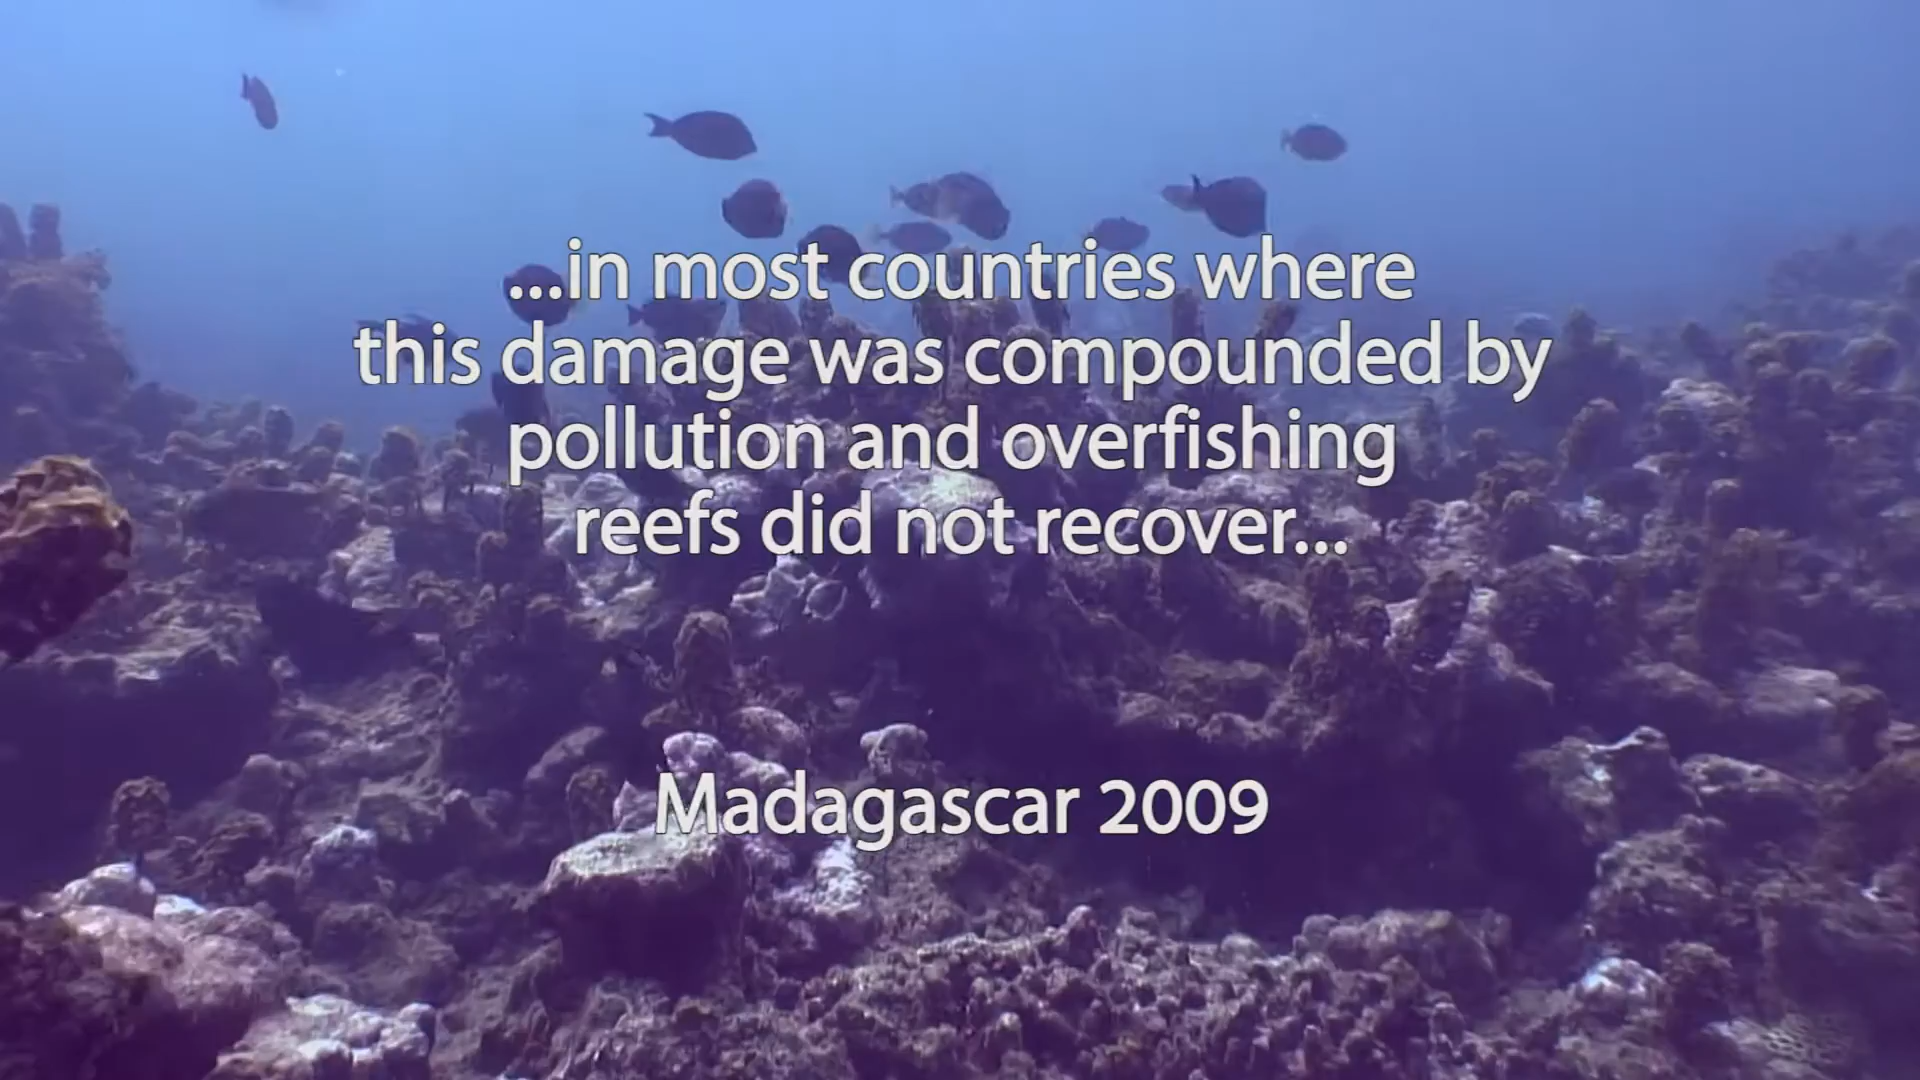 ...in most countries where
this damage was compounded by
pollution and overfishing
reefs did not recover...
Madagascar 2009